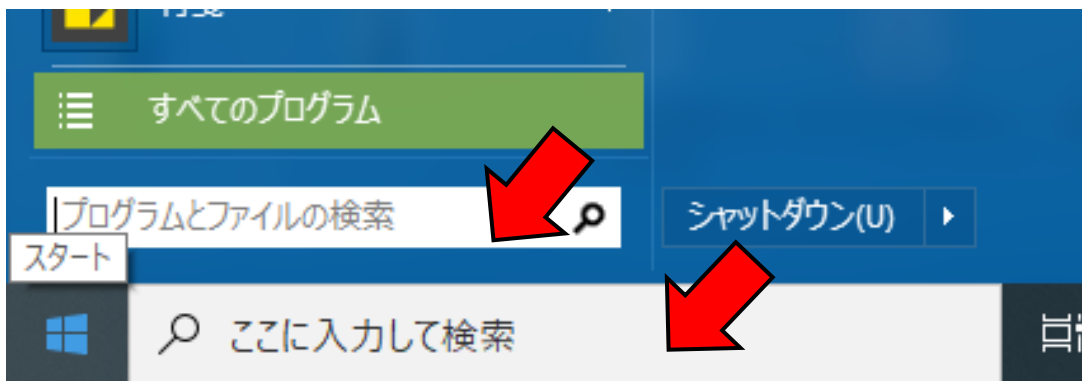 すべてのプログラム
プログラムとファイルの検索
シャットダウン(U)
スタート
ここに入力して検索